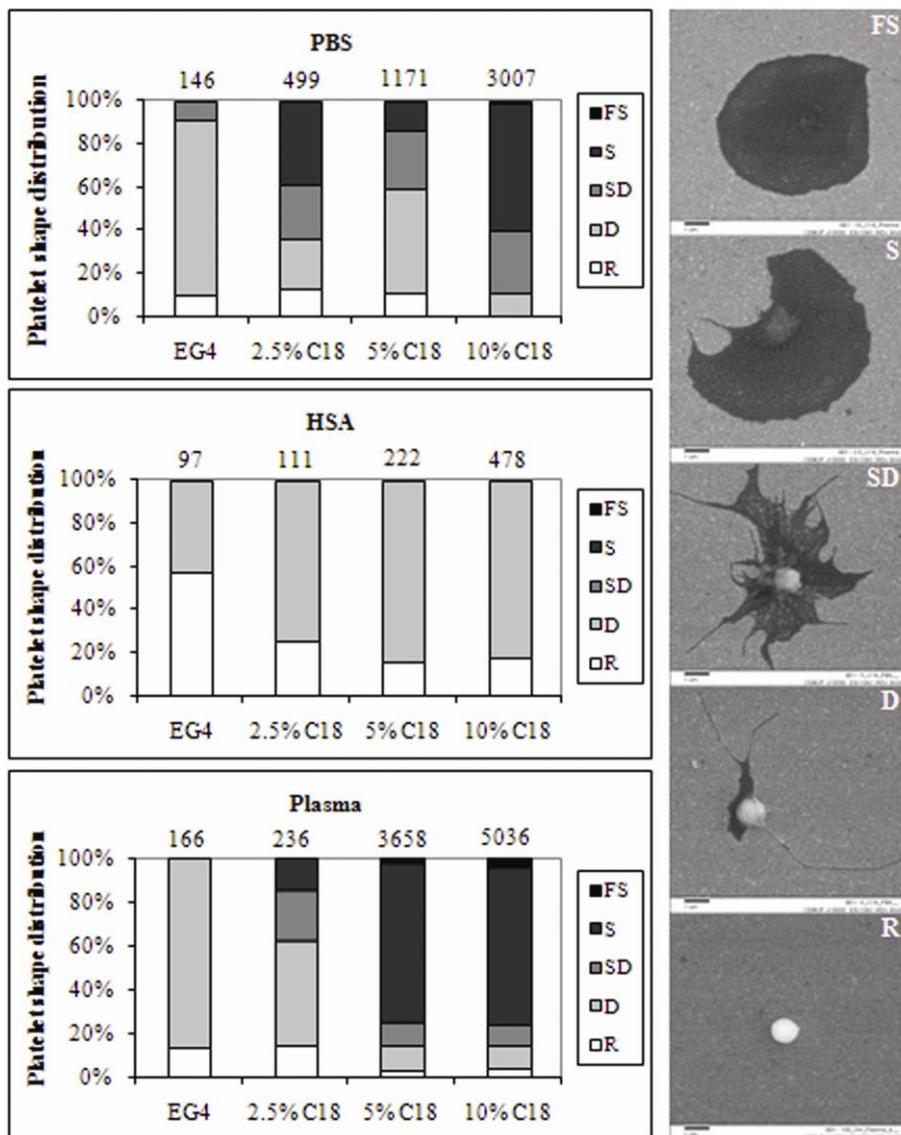 PBS
146 499 1171 3007
Platelet shape distribution
100%
80%
60%
40%
20%
0%
EG4 2.5% C18 5% C18 10% C18
FS
S
SD
D
R
HSA
97 111 222 478
Platelet shape distribution
100%
80%
60%
40%
20%
0%
EG4 2.5% C18 5% C18 10% C18
FS
S
SD
D
R
Plasma
166 236 3658 5036
Platelet shape distribution
100%
80%
60%
40%
20%
0%
EG4 2.5% C18 5% C18 10% C18
FS
S
SD
D
R
FS
S
SD
D
R